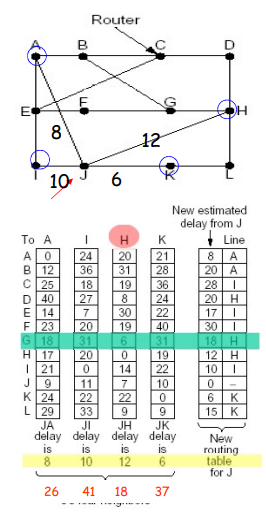 Router
A B C D
E F G H
8 12
I J K L
10 6
New estimated
delay from J
To A I H K Line
A 0 24 20 21 8 A
B 12 36 31 28 20 A
C 25 18 19 36 28 I
D 40 27 8 24 20 H
E 14 7 30 22 17 I
F 23 20 19 40 30 I
G 18 31 6 31 18 H
H 17 20 0 19 12 H
I 21 0 14 22 10 I
J 9 11 7 10 0 –
K 24 22 22 0 6 K
L 29 33 9 9 15 K
JA JI JH JK
delay delay delay delay New
is is is is routing
8 10 12 6 table
for J
26 41 18 37